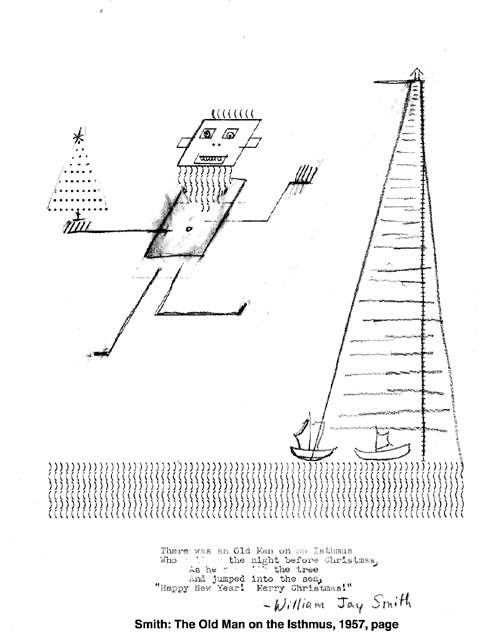 There was an Old Man on an Isthmus
Who the night before Christmas,
As he the tree
And jumped into the sea,
"Happy New Year! Merry Christmas!"
-William Jay Smith
Smith: The Old Man on the Isthmus, 1957, page